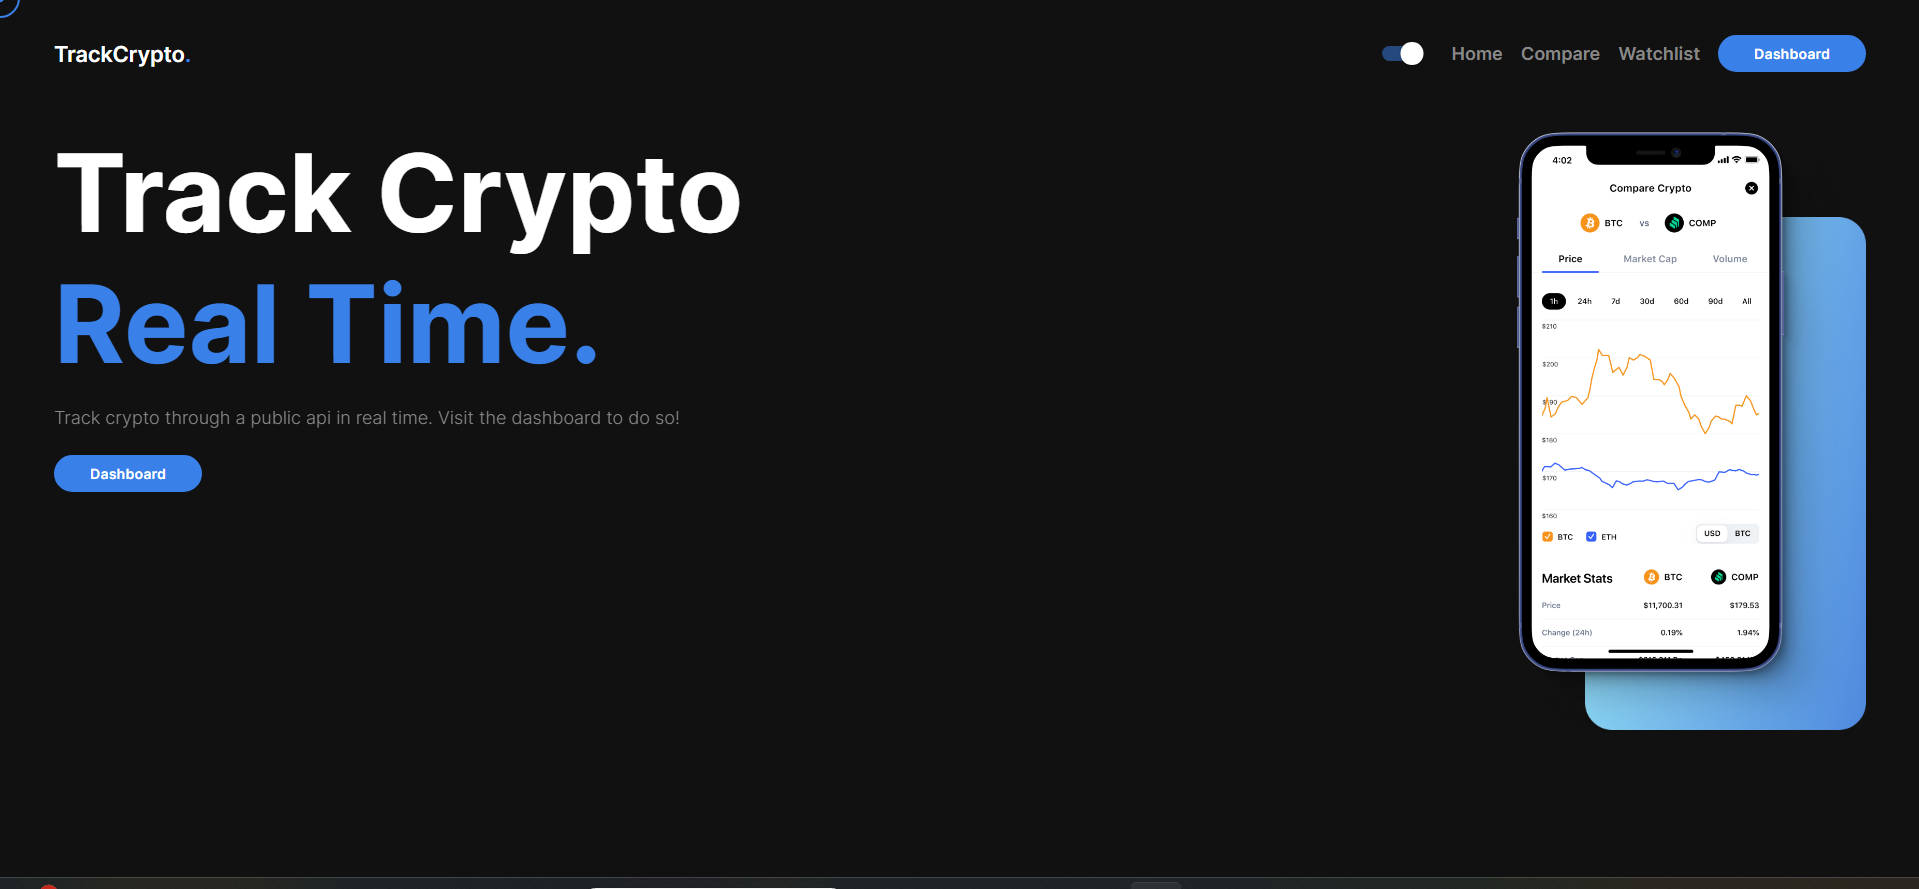 TrackCrypto.
Home Compare Watchlist Dashboard
Track Crypto
Real Time.
Track crypto through a public api in real time. Visit the dashboard to do so!
Dashboard
4:02
Compare Crypto
BTC vs COMP
Price Market Cap Volume
1h 24h 7d 30d 60d 90d All
$210
$200
$190
$180
$170
$160
BTC ETH USD BTC
Market Stats BTC COMP
Price $11,700.31 $179.53
Change (24h) 0.19% 1.94%